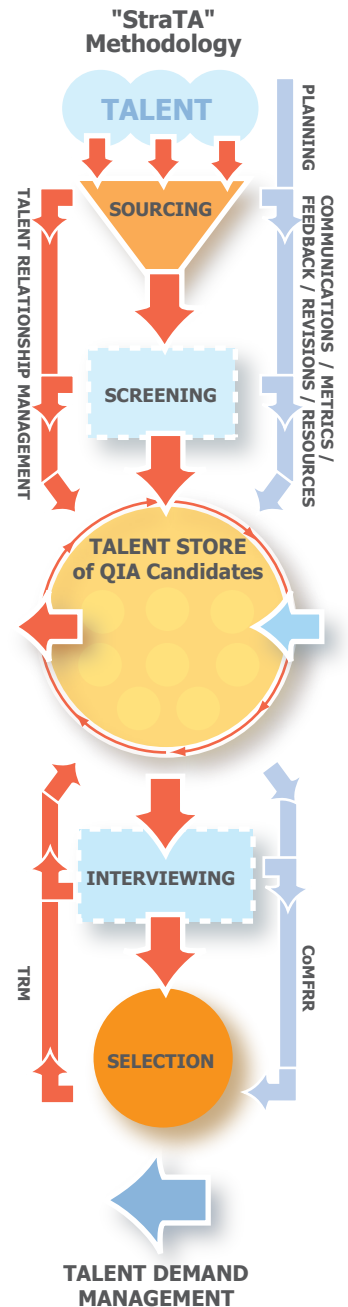 "StraTA"
Methodology
TALENT
PLANNING
SOURCING
TALENT RELATIONSHIP MANAGEMENT
COMMUNICATIONS / METRICS /
FEEDBACK / REVISIONS / RESOURCES
SCREENING
TALENT STORE
of QIA Candidates
INTERVIEWING
TRM
CoMFRR
SELECTION
TALENT DEMAND
MANAGEMENT